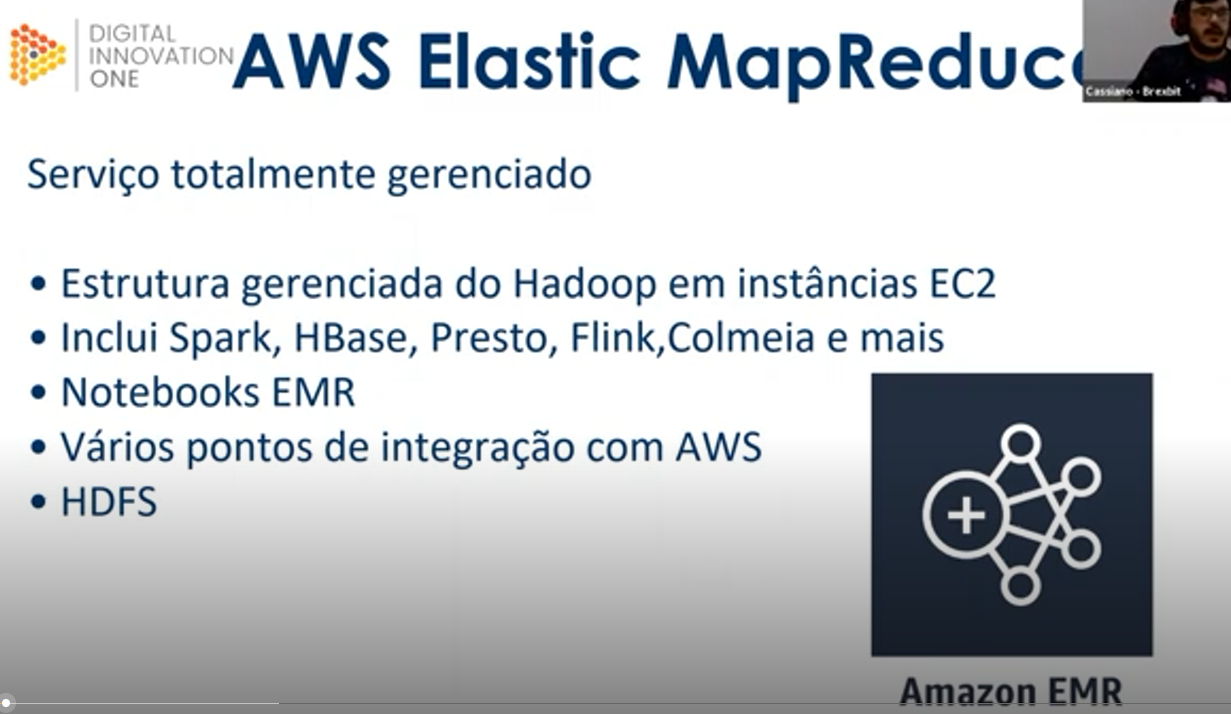 DIGITAL
INNOVATION
ONE
AWS Elastic MapReduc
Cassiano - Brexbit
Serviço totalmente gerenciado
• Estrutura gerenciada do Hadoop em instâncias EC2
• Inclui Spark, HBase, Presto, Flink,Colmeia e mais
• Notebooks EMR
• Vários pontos de integração com AWS
• HDFS
Amazon EMR